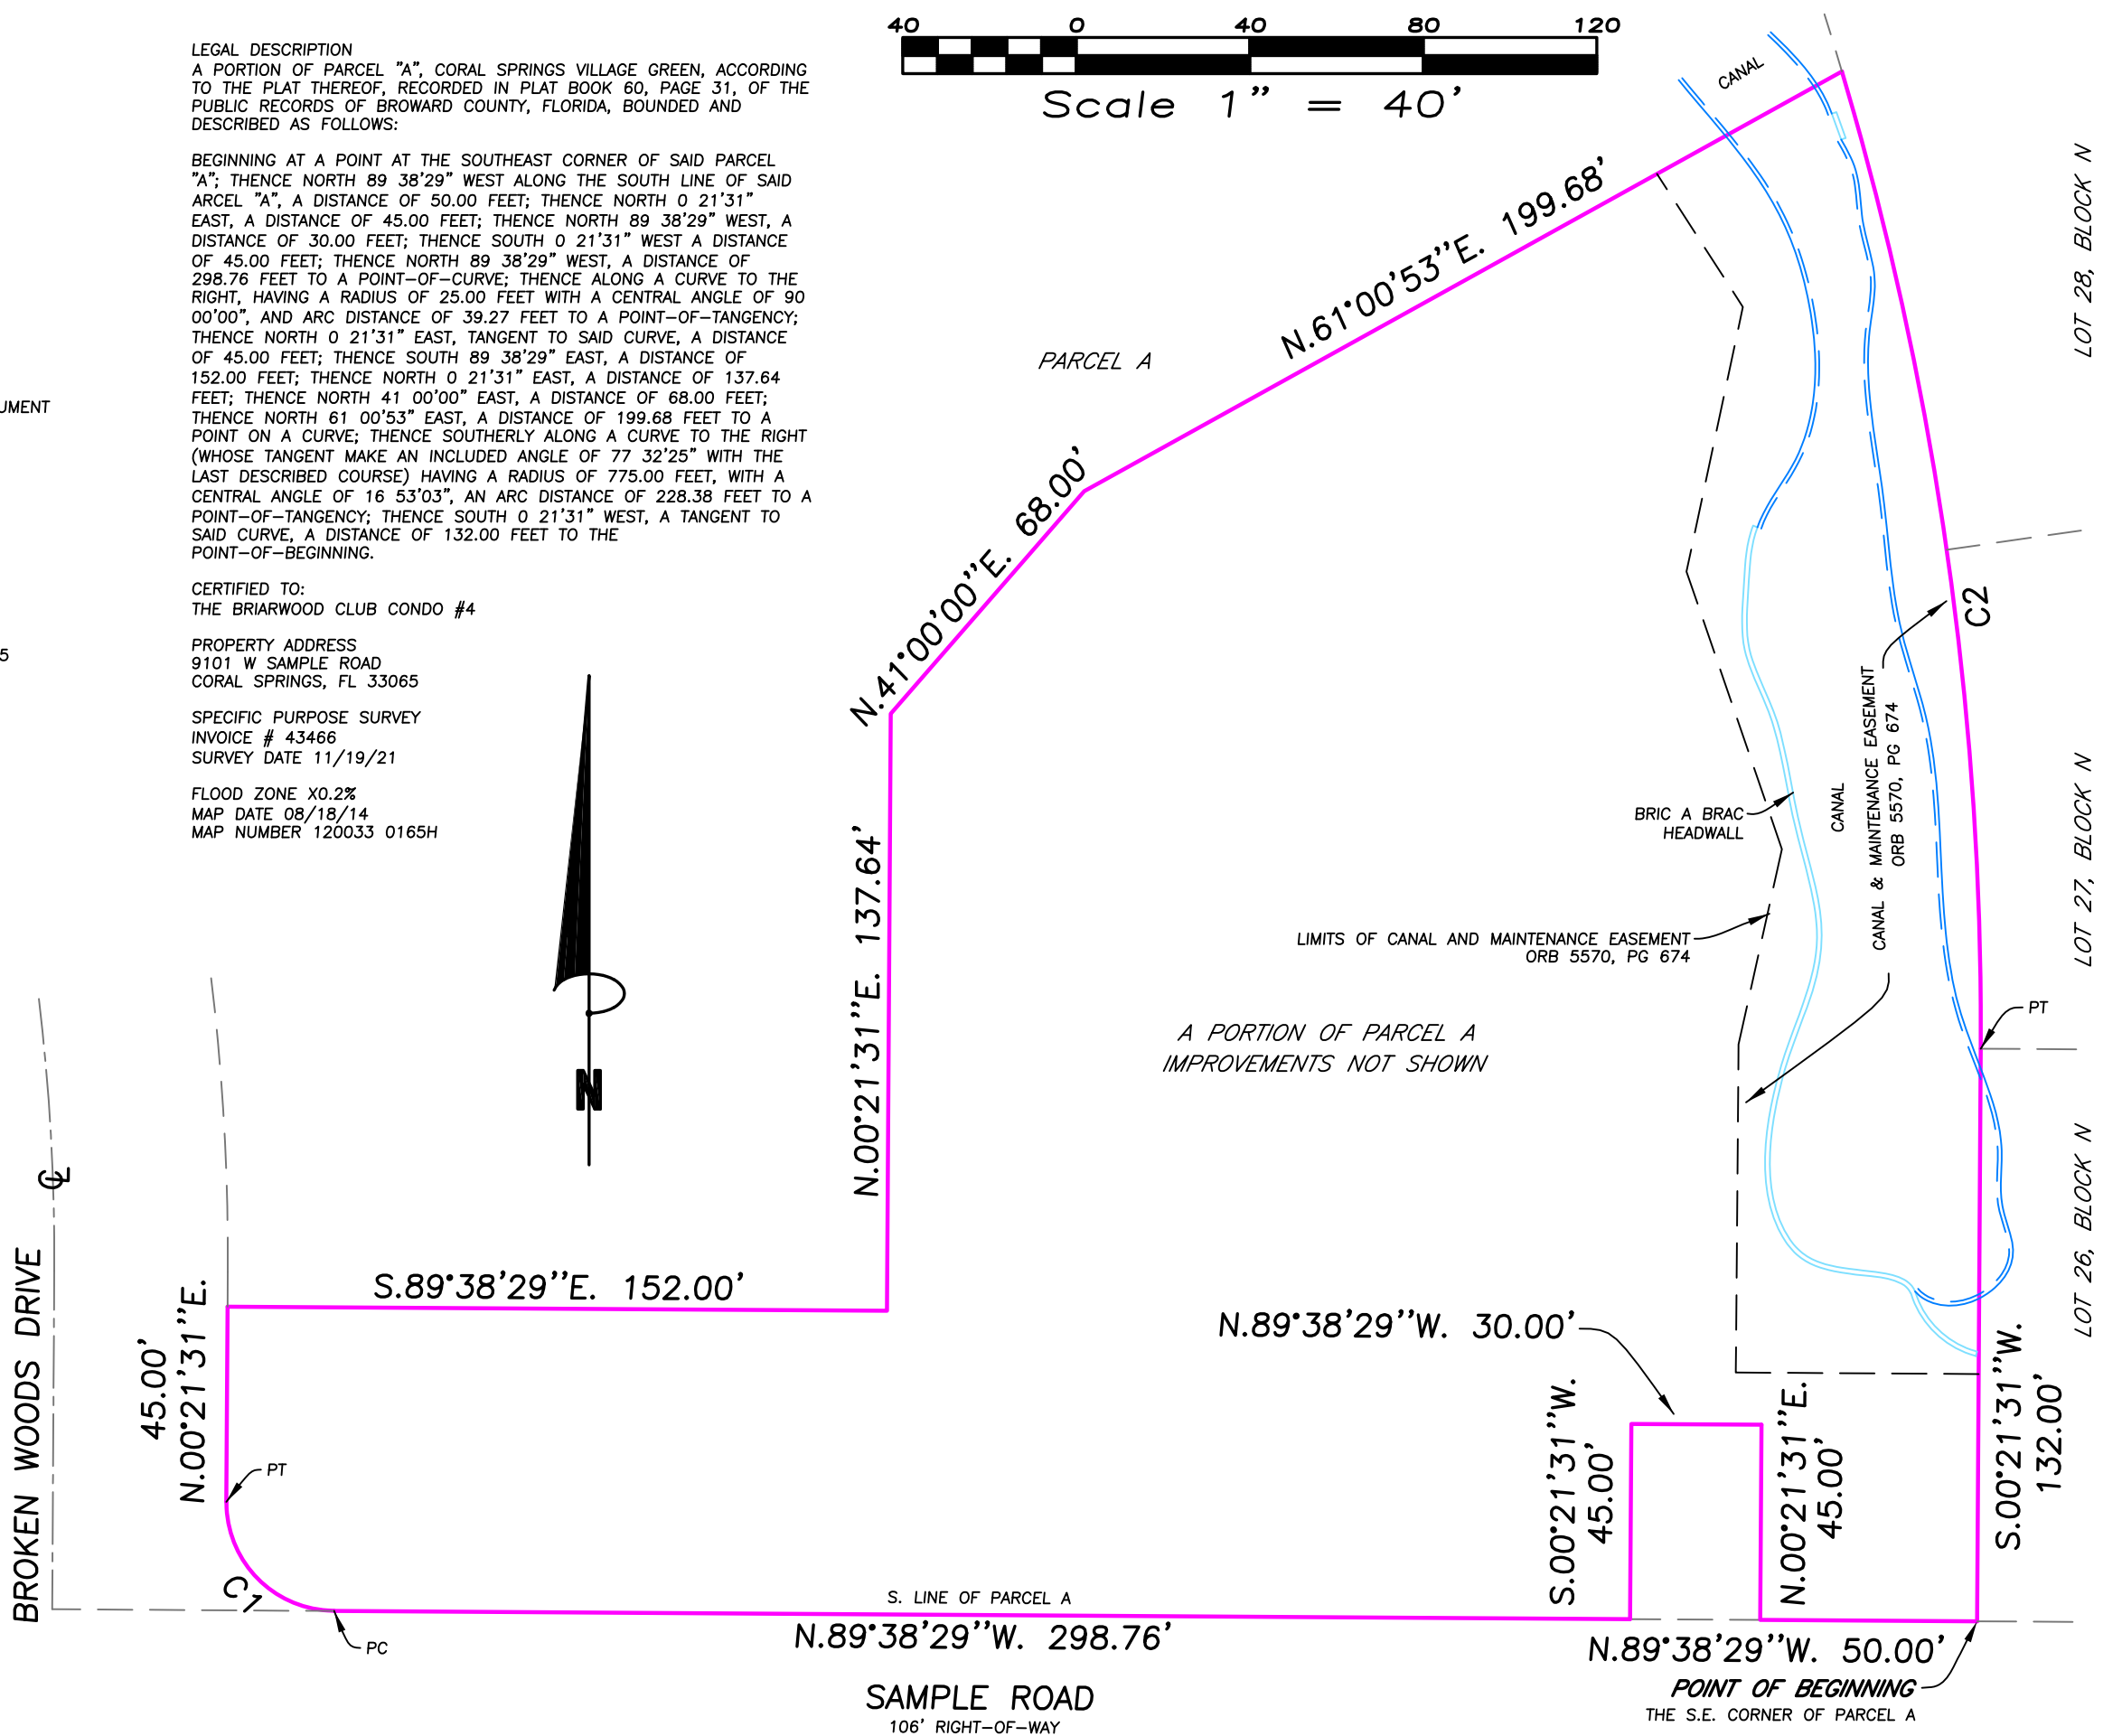 LEGAL DESCRIPTION
A PORTION OF PARCEL "A", CORAL SPRINGS VILLAGE GREEN, ACCORDING
TO THE PLAT THEREOF, RECORDED IN PLAT BOOK 60, PAGE 31, OF THE
PUBLIC RECORDS OF BROWARD COUNTY, FLORIDA, BOUNDED AND
DESCRIBED AS FOLLOWS:
BEGINNING AT A POINT AT THE SOUTHEAST CORNER OF SAID PARCEL
"A"; THENCE NORTH 89 38'29" WEST ALONG THE SOUTH LINE OF SAID
ARCEL "A", A DISTANCE OF 50.00 FEET; THENCE NORTH 0 21'31"
EAST, A DISTANCE OF 45.00 FEET; THENCE NORTH 89 38'29" WEST, A
DISTANCE OF 30.00 FEET; THENCE SOUTH 0 21'31" WEST A DISTANCE
OF 45.00 FEET; THENCE NORTH 89 38'29" WEST, A DISTANCE OF
298.76 FEET TO A POINT-OF-CURVE; THENCE ALONG A CURVE TO THE
RIGHT, HAVING A RADIUS OF 25.00 FEET WITH A CENTRAL ANGLE OF 90
00'00", AND ARC DISTANCE OF 39.27 FEET TO A POINT-OF-TANGENCY;
THENCE NORTH 0 21'31" EAST, TANGENT TO SAID CURVE, A DISTANCE
OF 45.00 FEET; THENCE SOUTH 89 38'29" EAST, A DISTANCE OF
152.00 FEET; THENCE NORTH 0 21'31" EAST, A DISTANCE OF 137.64
FEET; THENCE NORTH 41 00'00" EAST, A DISTANCE OF 68.00 FEET;
THENCE NORTH 61 00'53" EAST, A DISTANCE OF 199.68 FEET TO A
POINT ON A CURVE; THENCE SOUTHERLY ALONG A CURVE TO THE RIGHT
(WHOSE TANGENT MAKE AN INCLUDED ANGLE OF 77 32'25" WITH THE
LAST DESCRIBED COURSE) HAVING A RADIUS OF 775.00 FEET, WITH A
CENTRAL ANGLE OF 16 53'03", AN ARC DISTANCE OF 228.38 FEET TO A
POINT-OF-TANGENCY; THENCE SOUTH 0 21'31" WEST, A TANGENT TO
SAID CURVE, A DISTANCE OF 132.00 FEET TO THE
POINT-OF-BEGINNING.
CERTIFIED TO:
THE BRIARWOOD CLUB CONDO #4
PROPERTY ADDRESS
9101 W SAMPLE ROAD
CORAL SPRINGS, FL 33065
SPECIFIC PURPOSE SURVEY
INVOICE # 43466
SURVEY DATE 11/19/21
FLOOD ZONE X0.2%
MAP DATE 08/18/14
MAP NUMBER 120033 0165H
UMENT
5
40 0 40 80 120
Scale 1" = 40'
CANAL
LOT 28, BLOCK N
N.61°00'53"E. 199.68'
PARCEL A
N.41°00'00"E. 68.00'
C2
CANAL & MAINTENANCE EASEMENT
ORB 5570, PG 674
CANAL
BRIC A BRAC
HEADWALL
LOT 27, BLOCK N
N.00°21'31"E. 137.64'
LIMITS OF CANAL AND MAINTENANCE EASEMENT
ORB 5570, PG 674
PT
A PORTION OF PARCEL A
IMPROVEMENTS NOT SHOWN
N
LOT 26, BLOCK N
BROKEN WOODS DRIVE
S.89°38'29"E. 152.00'
45.00'
N.00°21'31"E.
N.89°38'29"W. 30.00'
S.00°21'31"W.
45.00'
N.00°21'31"E.
45.00'
S.00°21'31"W.
132.00'
PT
C1
PC
S. LINE OF PARCEL A
N.89°38'29"W. 298.76'
N.89°38'29"W. 50.00'
POINT OF BEGINNING
THE S.E. CORNER OF PARCEL A
SAMPLE ROAD
106' RIGHT-OF-WAY